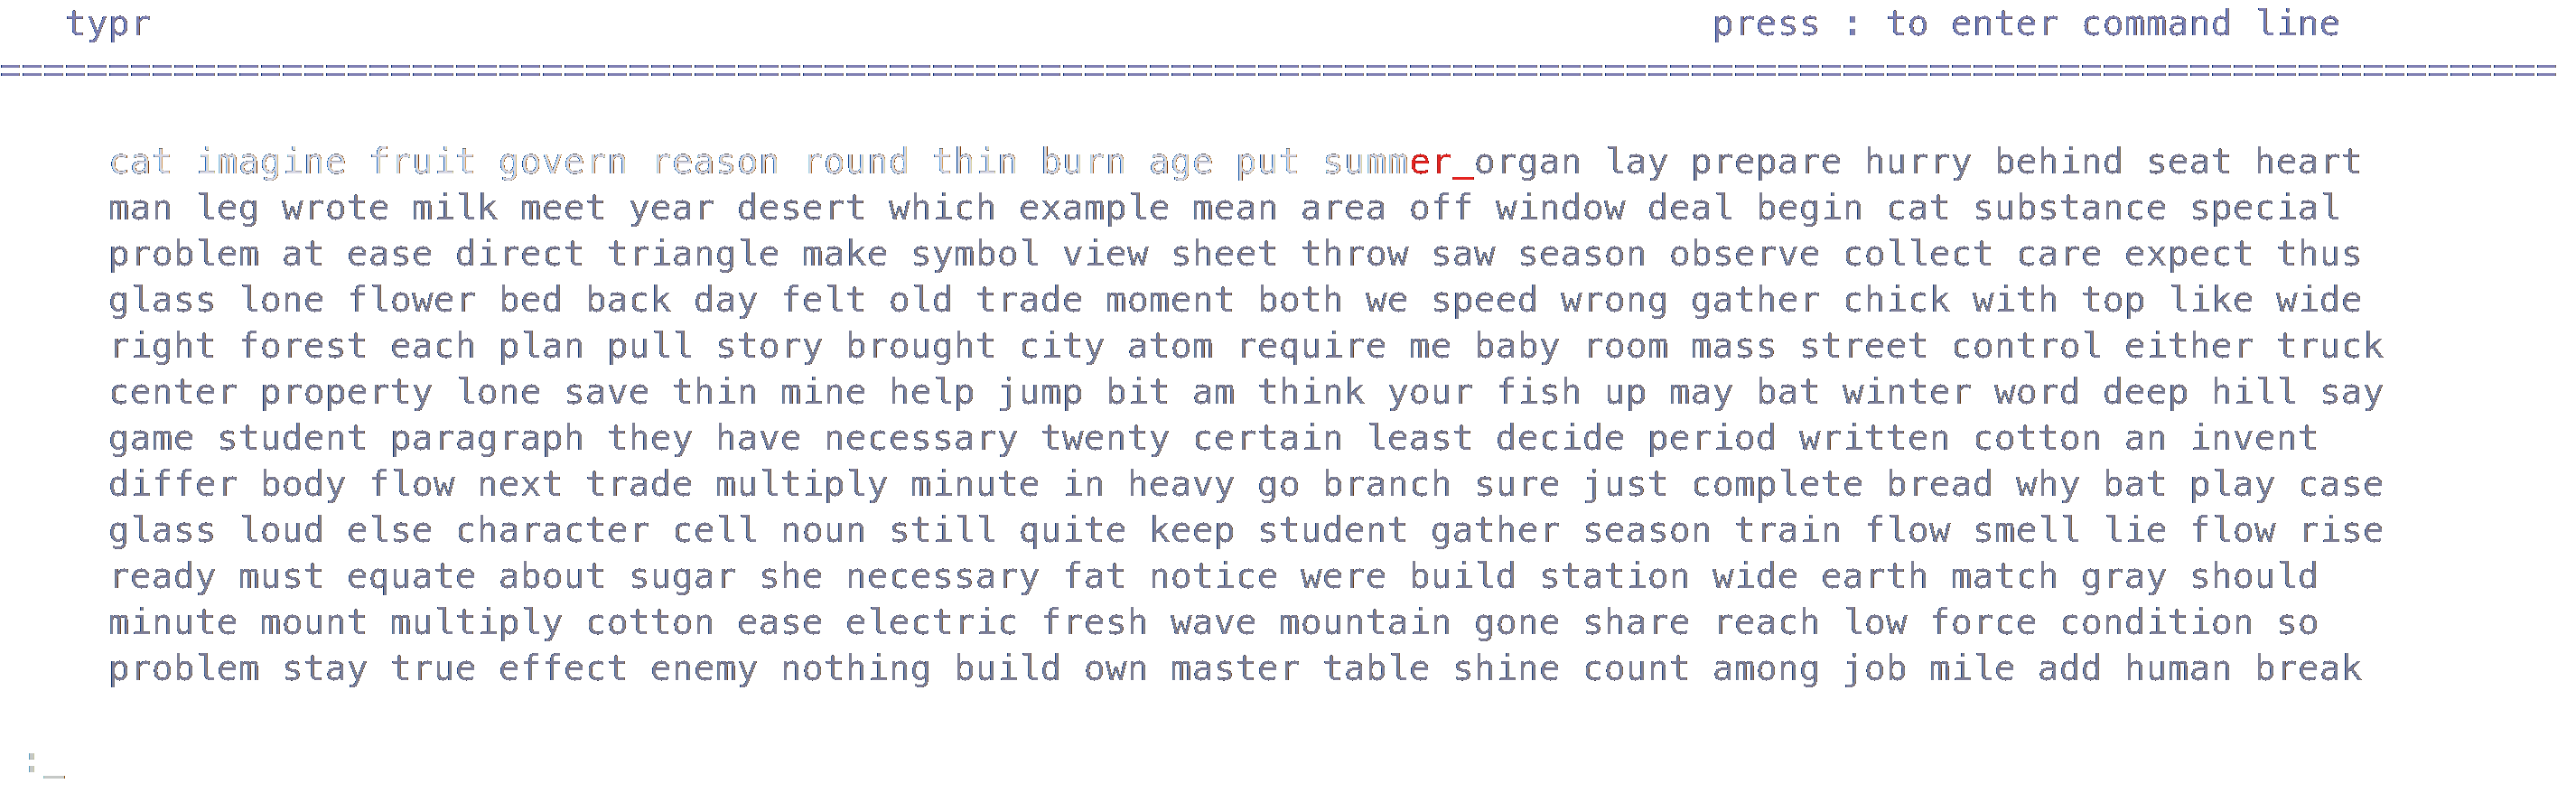 typr press : to enter command line
================================================================================================================
cat imagine fruit govern reason round thin burn age put summer_organ lay prepare hurry behind seat heart
man leg wrote milk meet year desert which example mean area off window deal begin cat substance special
problem at ease direct triangle make symbol view sheet throw saw season observe collect care expect thus
glass lone flower bed back day felt old trade moment both we speed wrong gather chick with top like wide
right forest each plan pull story brought city atom require me baby room mass street control either truck
center property lone save thin mine help jump bit am think your fish up may bat winter word deep hill say
game student paragraph they have necessary twenty certain least decide period written cotton an invent
differ body flow next trade multiply minute in heavy go branch sure just complete bread why bat play case
glass loud else character cell noun still quite keep student gather season train flow smell lie flow rise
ready must equate about sugar she necessary fat notice were build station wide earth match gray should
minute mount multiply cotton ease electric fresh wave mountain gone share reach low force condition so
problem stay true effect enemy nothing build own master table shine count among job mile add human break
:_